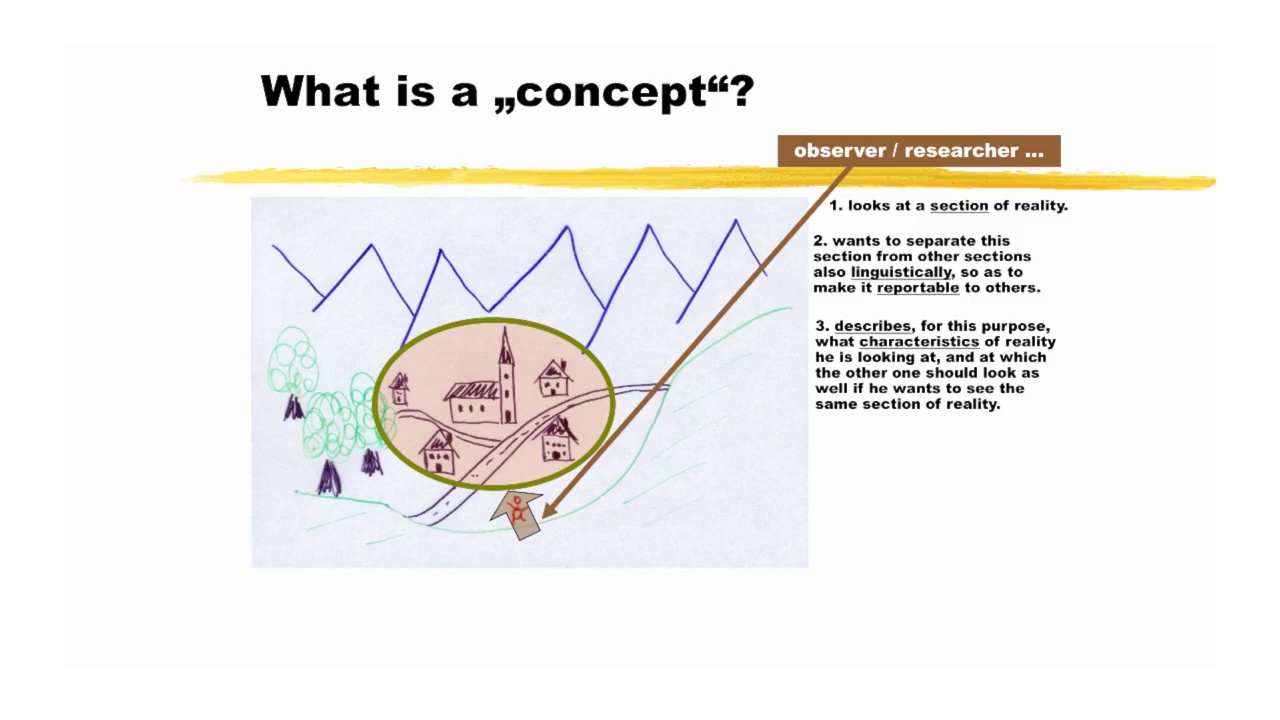 What is a „concept“?
observer / researcher ...
1. looks at a section of reality.
2. wants to separate this
section from other sections
also linguistically, so as to
make it reportable to others.
3. describes, for this purpose,
what characteristics of reality
he is looking at, and at which
the other one should look as
well if he wants to see the
same section of reality.